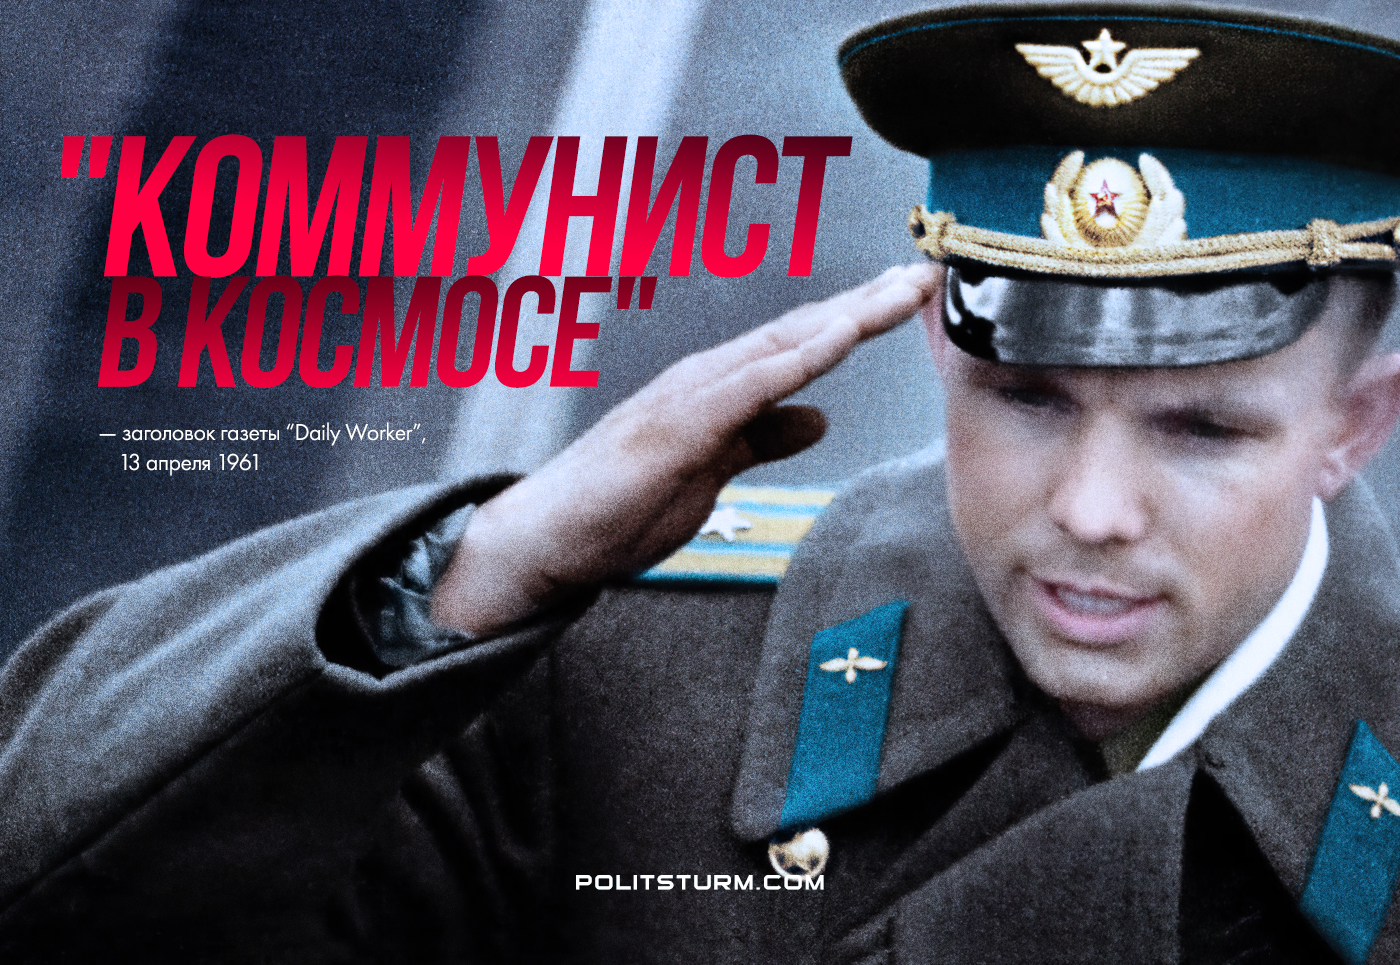 "КОММУНИСТ
В КОСМОСЕ"
— заголовок газеты “Daily Worker”,
13 апреля 1961
POLITSTURM.COM